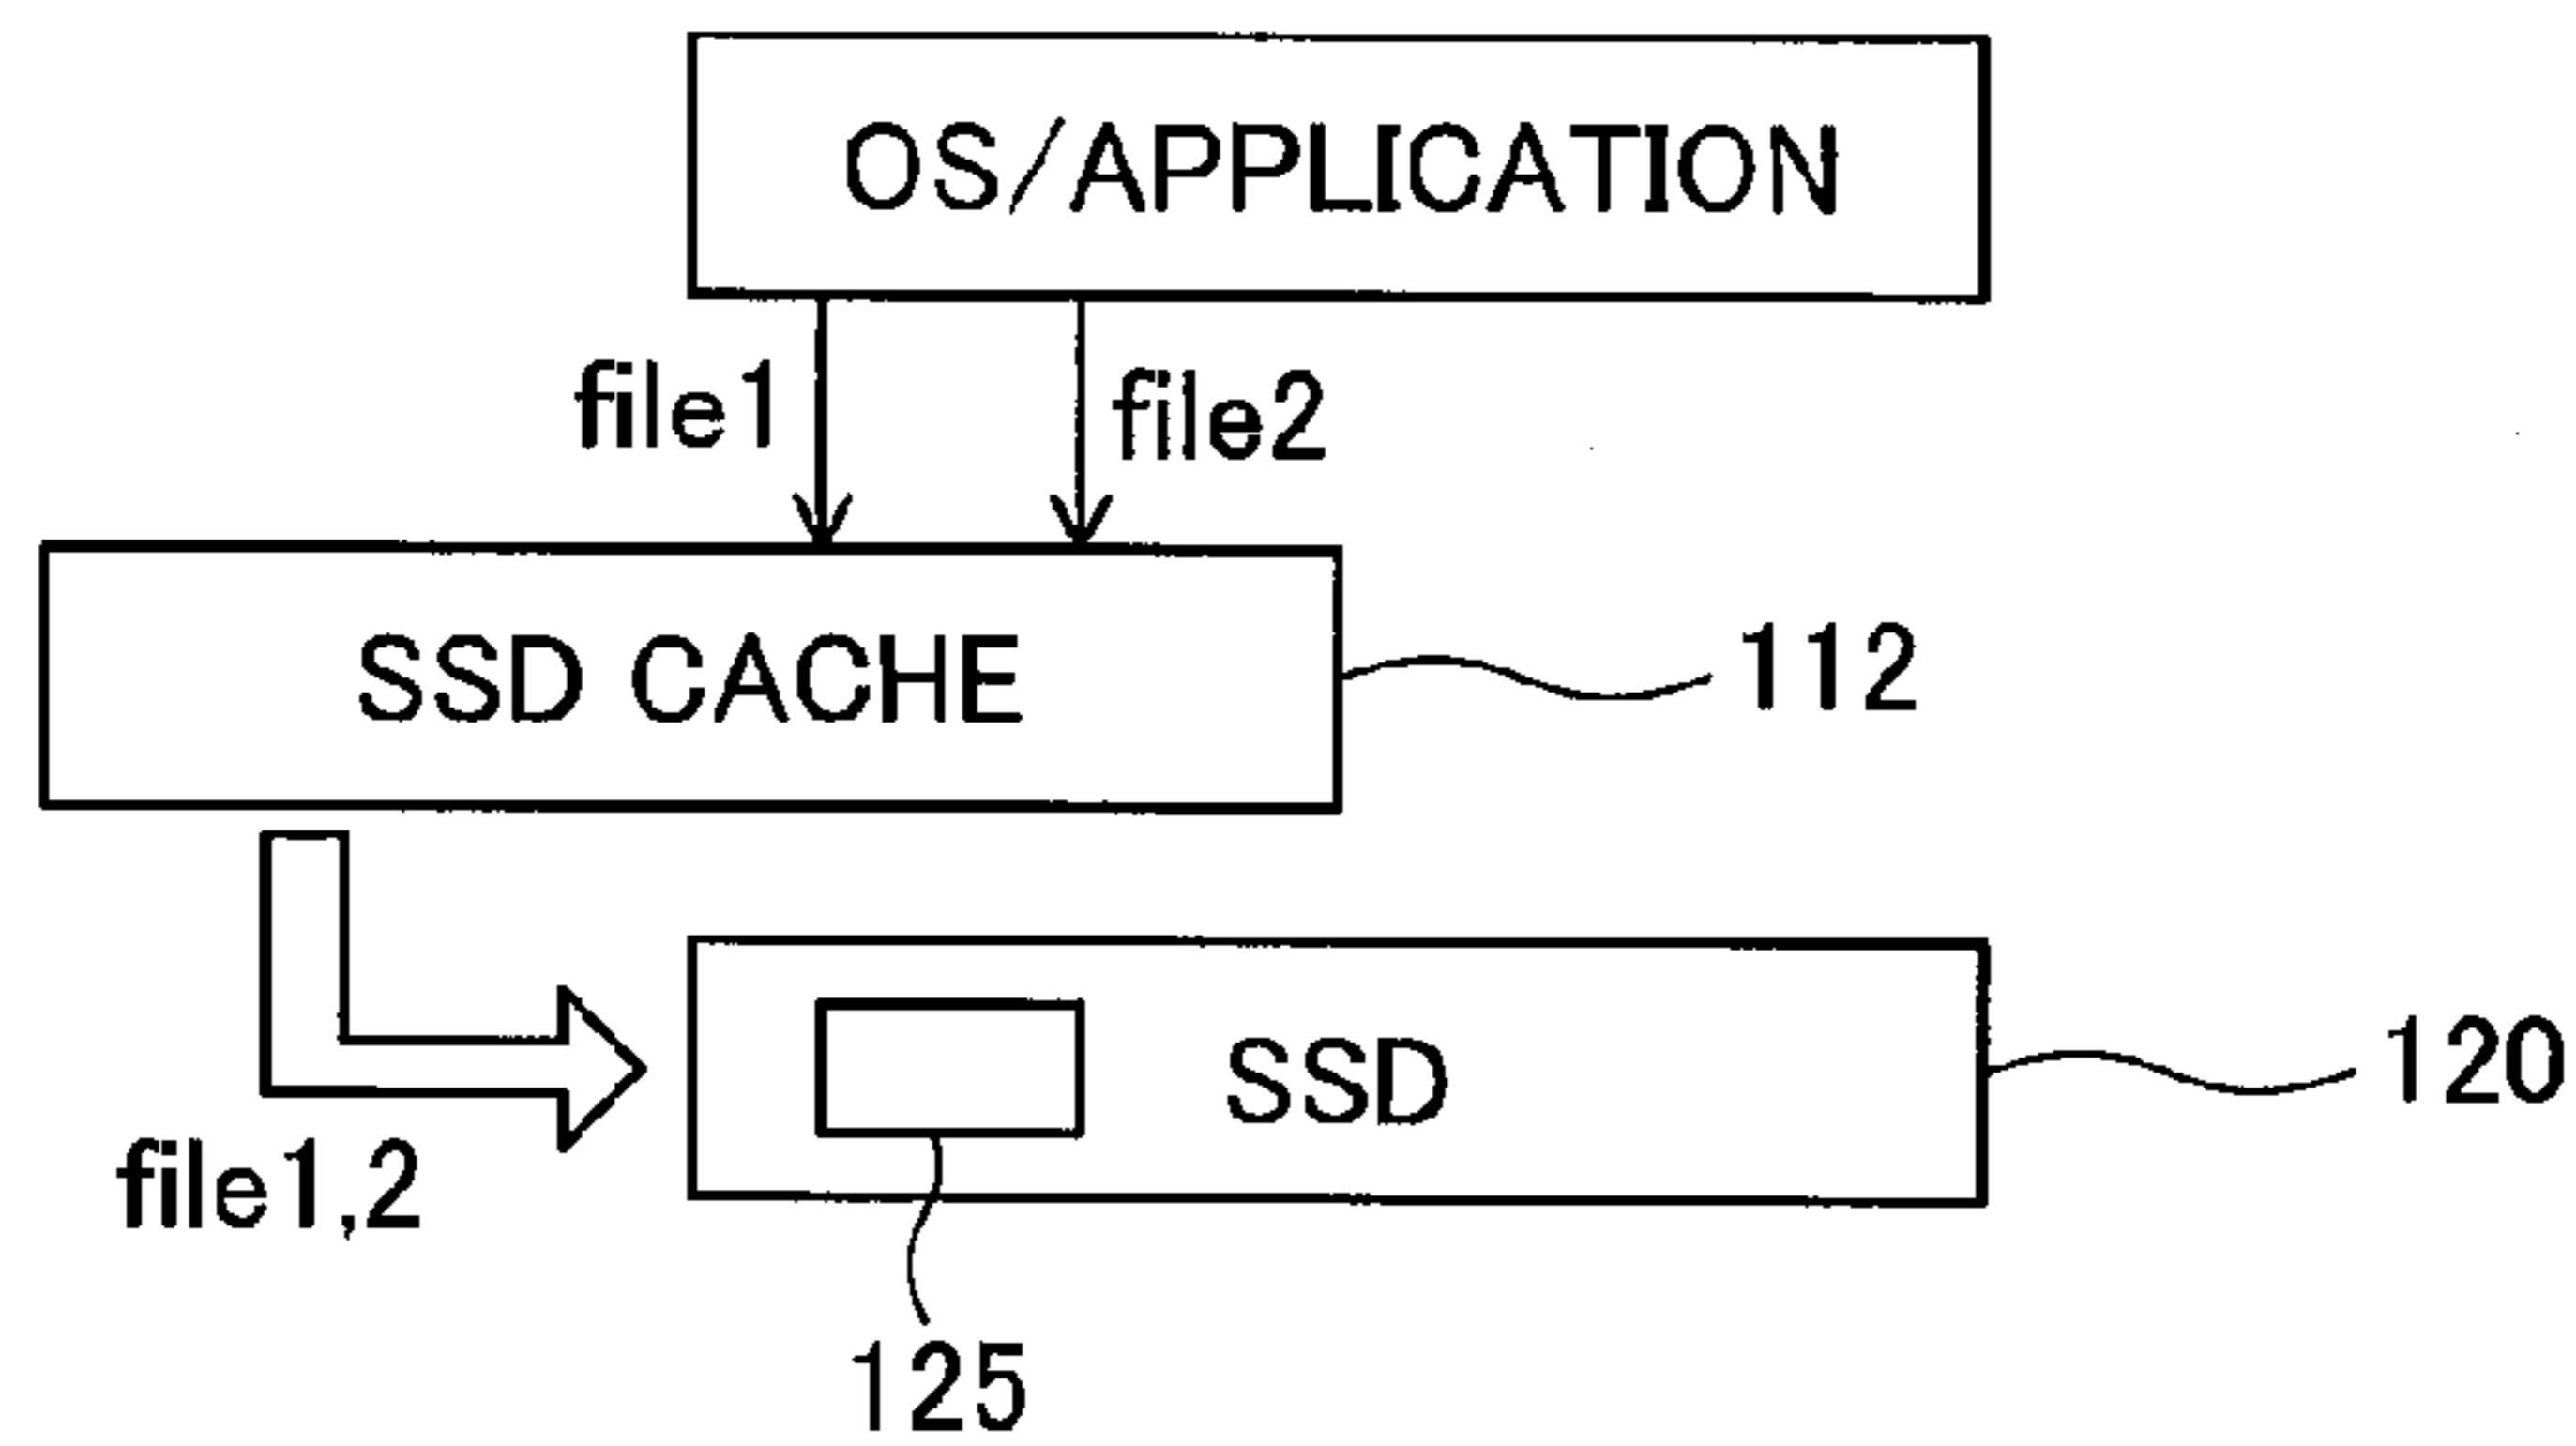 OS/APPLICATION
file1
file2
SSD CACHE
112
SSD
120
file1,2
125